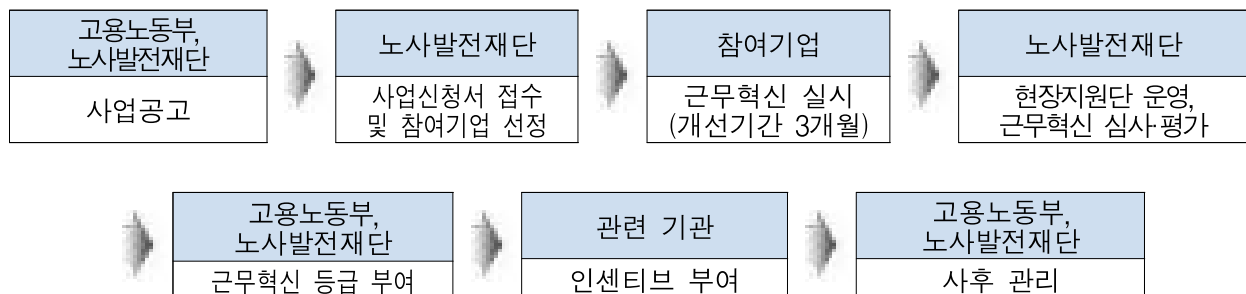 고용노동부,
노사발전재단
사업공고
노사발전재단
사업신청서 접수
및 참여기업 선정
참여기업
근무혁신 실시
(개선기간 3개월)
노사발전재단
현장지원단 운영,
근무혁신 심사·평가
고용노동부,
노사발전재단
근무혁신 등급 부여
관련 기관
인센티브 부여
고용노동부,
노사발전재단
사후 관리